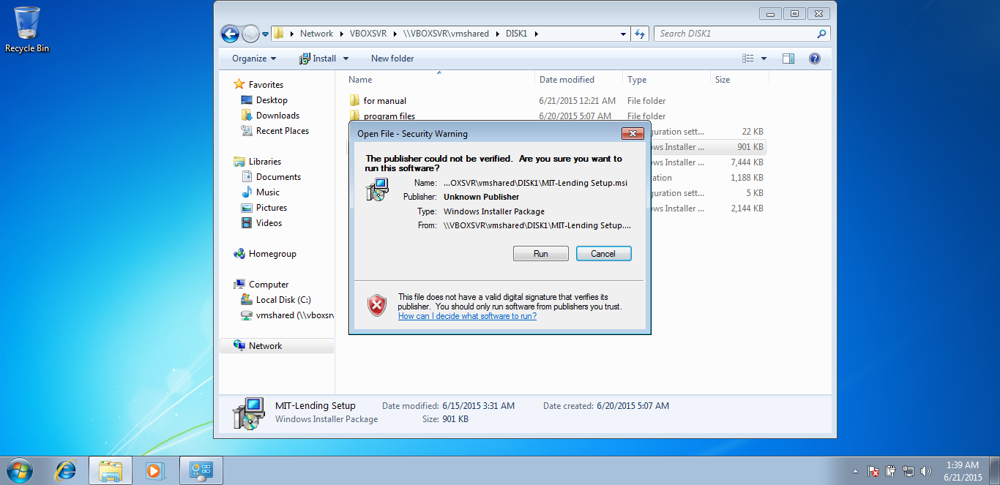 Recycle Bin
Network VBOXSVR \\VBOXSVR\vmshared DISK1
Search DISK1
Organize Install New folder
Favorites
Desktop
Downloads
Recent Places
Libraries
Documents
Music
Pictures
Videos
Homegroup
Computer
Local Disk (C:)
vmshared (\\vboxsrv
Network
Name Date modified Type Size
for manual 6/21/2015 12:21 AM File folder
program files 6/20/2015 5:07 AM File folder
guration sett... 22 KB
ows Installer ... 901 KB
ows Installer ... 7,444 KB
cation 1,188 KB
guration sett... 5 KB
ows Installer ... 2,144 KB
Open File - Security Warning
The publisher could not be verified. Are you sure you want to
run this software?
Name: ...OXSVR\vmshared\DISK1\MIT-Lending Setup.msi
Publisher: Unknown Publisher
Type: Windows Installer Package
From: \\VBOXSVR\vmshared\DISK1\MIT-Lending Setup....
Run Cancel
This file does not have a valid digital signature that verifies its
publisher. You should only run software from publishers you trust.
How can I decide what software to run?
MIT-Lending Setup Date modified: 6/15/2015 3:31 AM Date created: 6/20/2015 5:07 AM
Windows Installer Package Size: 901 KB
1:39 AM
6/21/2015